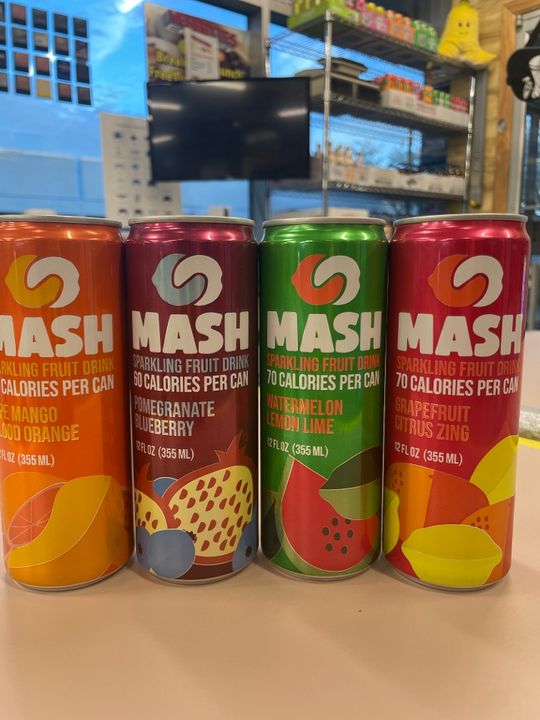 MASH
SPARKLING FRUIT DRINK
CALORIES PER CAN
MANGO
ORANGE
FL OZ (355 ML)
MASH
SPARKLING FRUIT DRINK
60 CALORIES PER CAN
POMEGRANATE
BLUEBERRY
12 FL OZ (355 ML)
MASH
SPARKLING FRUIT DRINK
70 CALORIES PER CAN
WATERMELON
LEMON LIME
12 FL OZ (355 ML)
MASH
SPARKLING FRUIT DRINK
70 CALORIES PER CAN
GRAPEFRUIT
CITRUS ZING
12 FL OZ (355 ML)